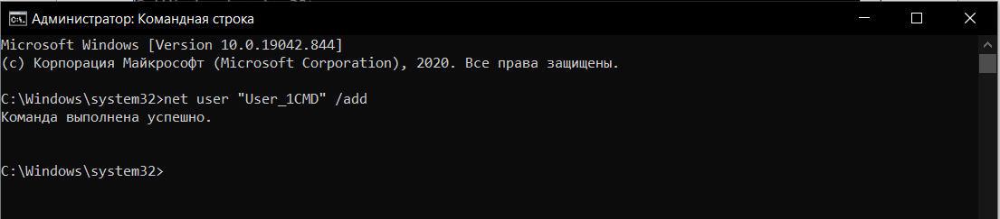 Администратор: Командная строка
Microsoft Windows [Version 10.0.19042.844]
(c) Корпорация Майкрософт (Microsoft Corporation), 2020. Все права защищены.
C:\Windows\system32>net user "User_1CMD" /add
Команда выполнена успешно.
C:\Windows\system32>